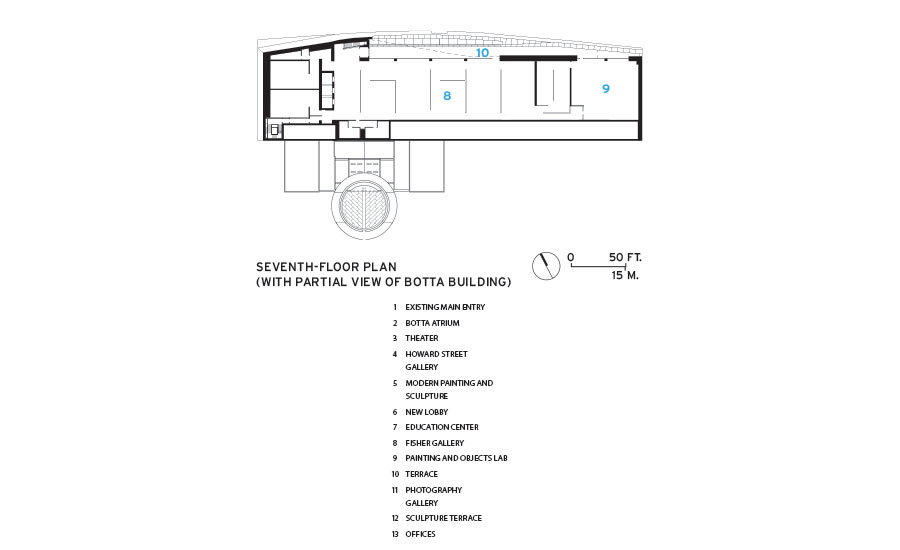 10
9
8
SEVENTH-FLOOR PLAN
(WITH PARTIAL VIEW OF BOTTA BUILDING)
0 50 FT.
15 M.
1 EXISTING MAIN ENTRY
2 BOTTA ATRIUM
3 THEATER
4 HOWARD STREET
GALLERY
5 MODERN PAINTING AND
SCULPTURE
6 NEW LOBBY
7 EDUCATION CENTER
8 FISHER GALLERY
9 PAINTING AND OBJECTS LAB
10 TERRACE
11 PHOTOGRAPHY
GALLERY
12 SCULPTURE TERRACE
13 OFFICES